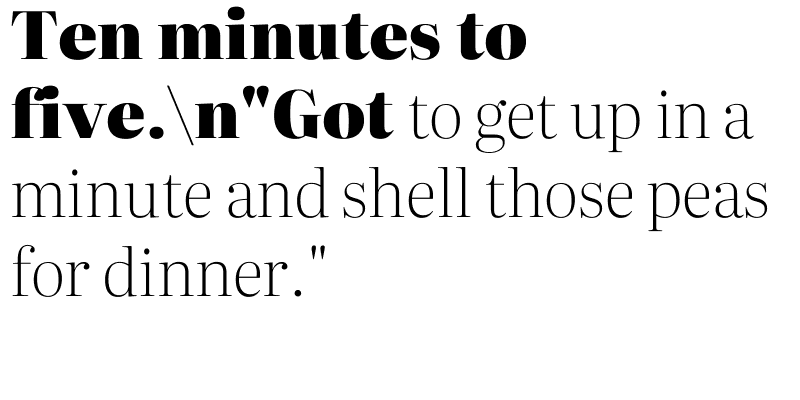 Ten minutes to
five.\n"Got to get up in a
minute and shell those peas
for dinner."